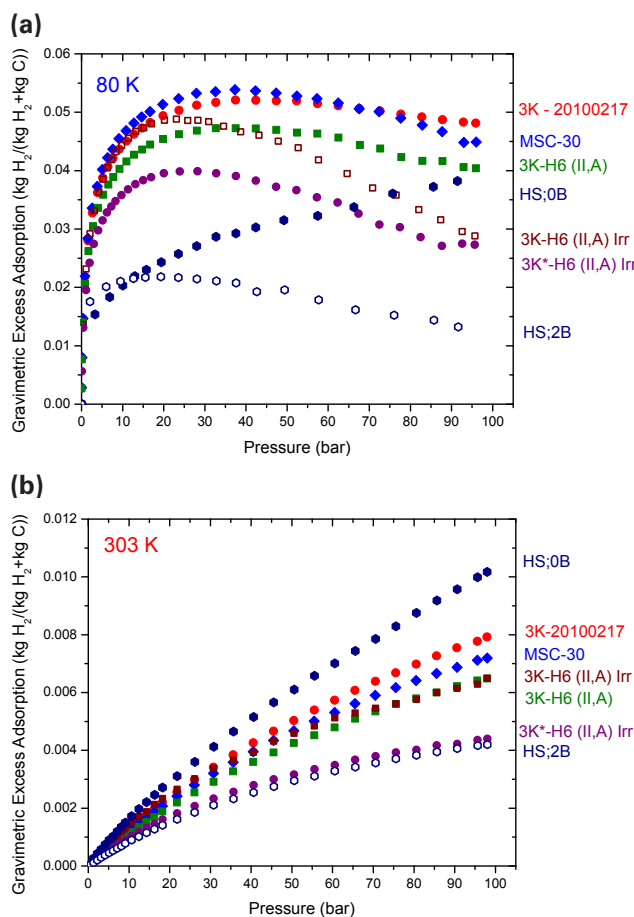 (a)
Gravimetric Excess Adsorption (kg H₂/(kg H₂+kg C))
0.06
0.05
0.04
0.03
0.02
0.01
0.00
80 K
3K - 20100217
MSC-30
3K-H6 (II,A)
HS;0B
3K-H6 (II,A) Irr
3K*-H6 (II,A) Irr
HS;2B
0 10 20 30 40 50 60 70 80 90 100
Pressure (bar)
(b)
Gravimetric Excess Adsorption (kg H₂/(kg H₂+kg C))
0.012
0.010
0.008
0.006
0.004
0.002
0.000
303 K
HS;0B
3K-20100217
MSC-30
3K-H6 (II,A) Irr
3K-H6 (II,A)
3K*-H6 (II,A) Irr
HS;2B
0 10 20 30 40 50 60 70 80 90 100
Pressure (bar)